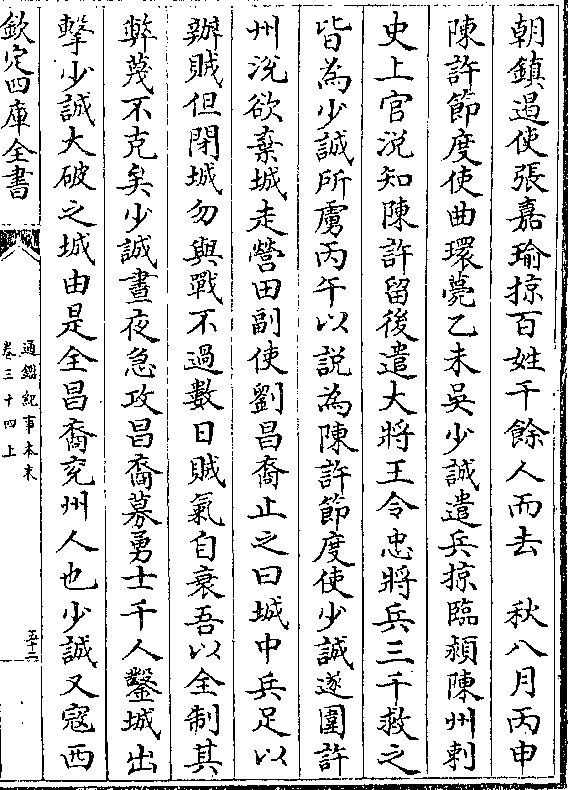 朝鎮遏使張嘉瑜掠百姓千餘人而去　秋八月丙申
陳許節度使曲環薨乙未吳少誠遣兵掠臨潁陳州刺
史上官涗知陳許留後遣大將王令忠將兵三千救之
皆為少誠所虜丙午以説為陳許節度使少誠遂圍許
州涗欲棄城走營田副使劉昌裔止之曰城中兵足以
辦賊但閉城勿與戰不過數日賊氣自衰吾以全制其
弊蔑不克矣少誠晝夜急攻昌裔募勇士千人鑿城出
擊少誠大破之城由是全昌裔兖州人也少誠又寇西
欽定四庫全書
通鑑紀事本末
卷三十四上
五十二